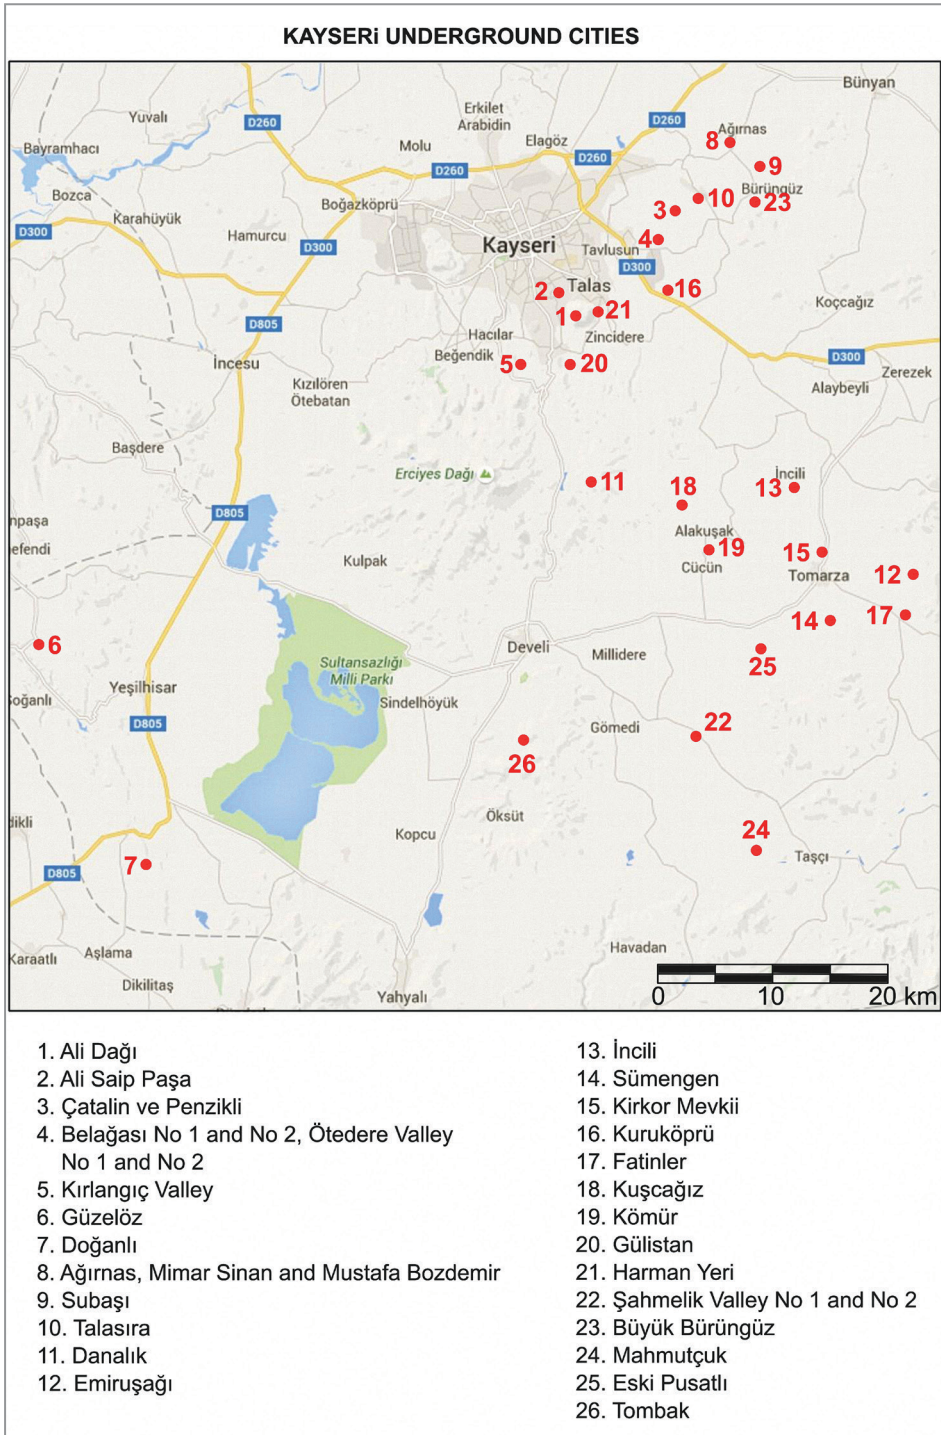 KAYSERi UNDERGROUND CITIES
Bünyan
Erkilet
Arabidin
Yuvalı
D260
D260
8
Ağırnas
Bayramhacı
Molu
Elagöz
D260
D260
9
Bozca
Boğazköprü
10
Bürüngüz
23
3
Karahüyük
D300
Hamurcu
D300
Kayseri
Tavlusun
4
D300
2
Talas
16
Koçcağız
1
21
D805
Hacılar
Zincidere
Beğendik
D300
İncesu
5
20
Zerezek
Kızılören
Ötebatan
Alaybeyli
Başdere
Erciyes Dağı
11
18
13
İncili
D805
npaşa
efendi
Alakuşak
19
15
Kulpak
Cücün
Tomarza
12
14
17
6
Develi
Millidere
25
Sultansazlığı
Milli Parkı
Soğanlı
Yeşilhisar
Sindelhöyük
D805
Gömedi
22
26
Öksüt
dikli
Kopcu
24
Taşçı
7
D805
Karaatlı
Aşlama
Havadan
Dikilitaş
Yahyalı
0 10 20 km
1. Ali Dağı
2. Ali Saip Paşa
3. Çatalin ve Penzikli
4. Belağası No 1 and No 2, Ötedere Valley
No 1 and No 2
5. Kırlangıç Valley
6. Güzelöz
7. Doğanlı
8. Ağırnas, Mimar Sinan and Mustafa Bozdemir
9. Subaşı
10. Talasıra
11. Danalık
12. Emiruşağı
13. İncili
14. Sümengen
15. Kirkor Mevkii
16. Kuruköprü
17. Fatinler
18. Kuşcağız
19. Kömür
20. Gülistan
21. Harman Yeri
22. Şahmelik Valley No 1 and No 2
23. Büyük Bürüngüz
24. Mahmutçuk
25. Eski Pusatlı
26. Tombak